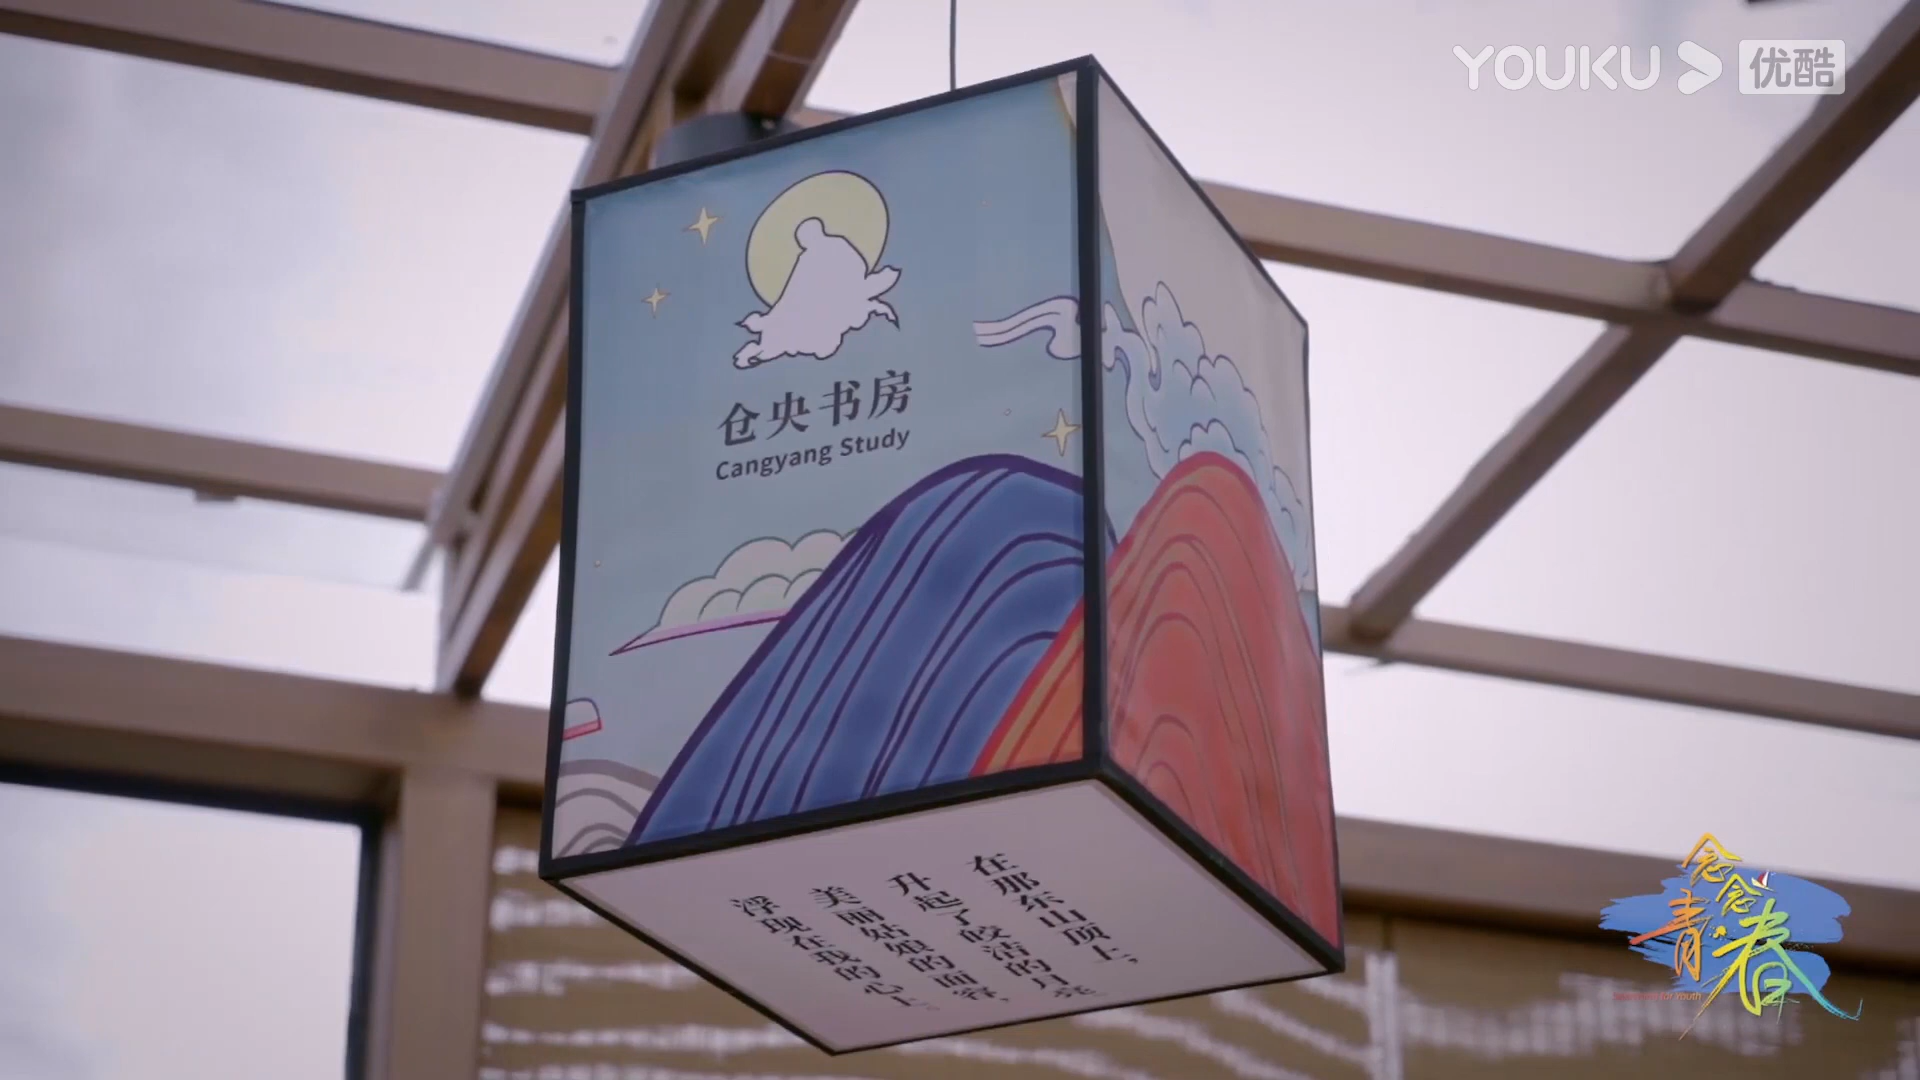 YOUKU 优酷
仓央书房
Cangyang Study
在那东山顶上，
升起了皎洁的月亮
美丽姑娘的面容，
浮现在我的心上。
念念青春